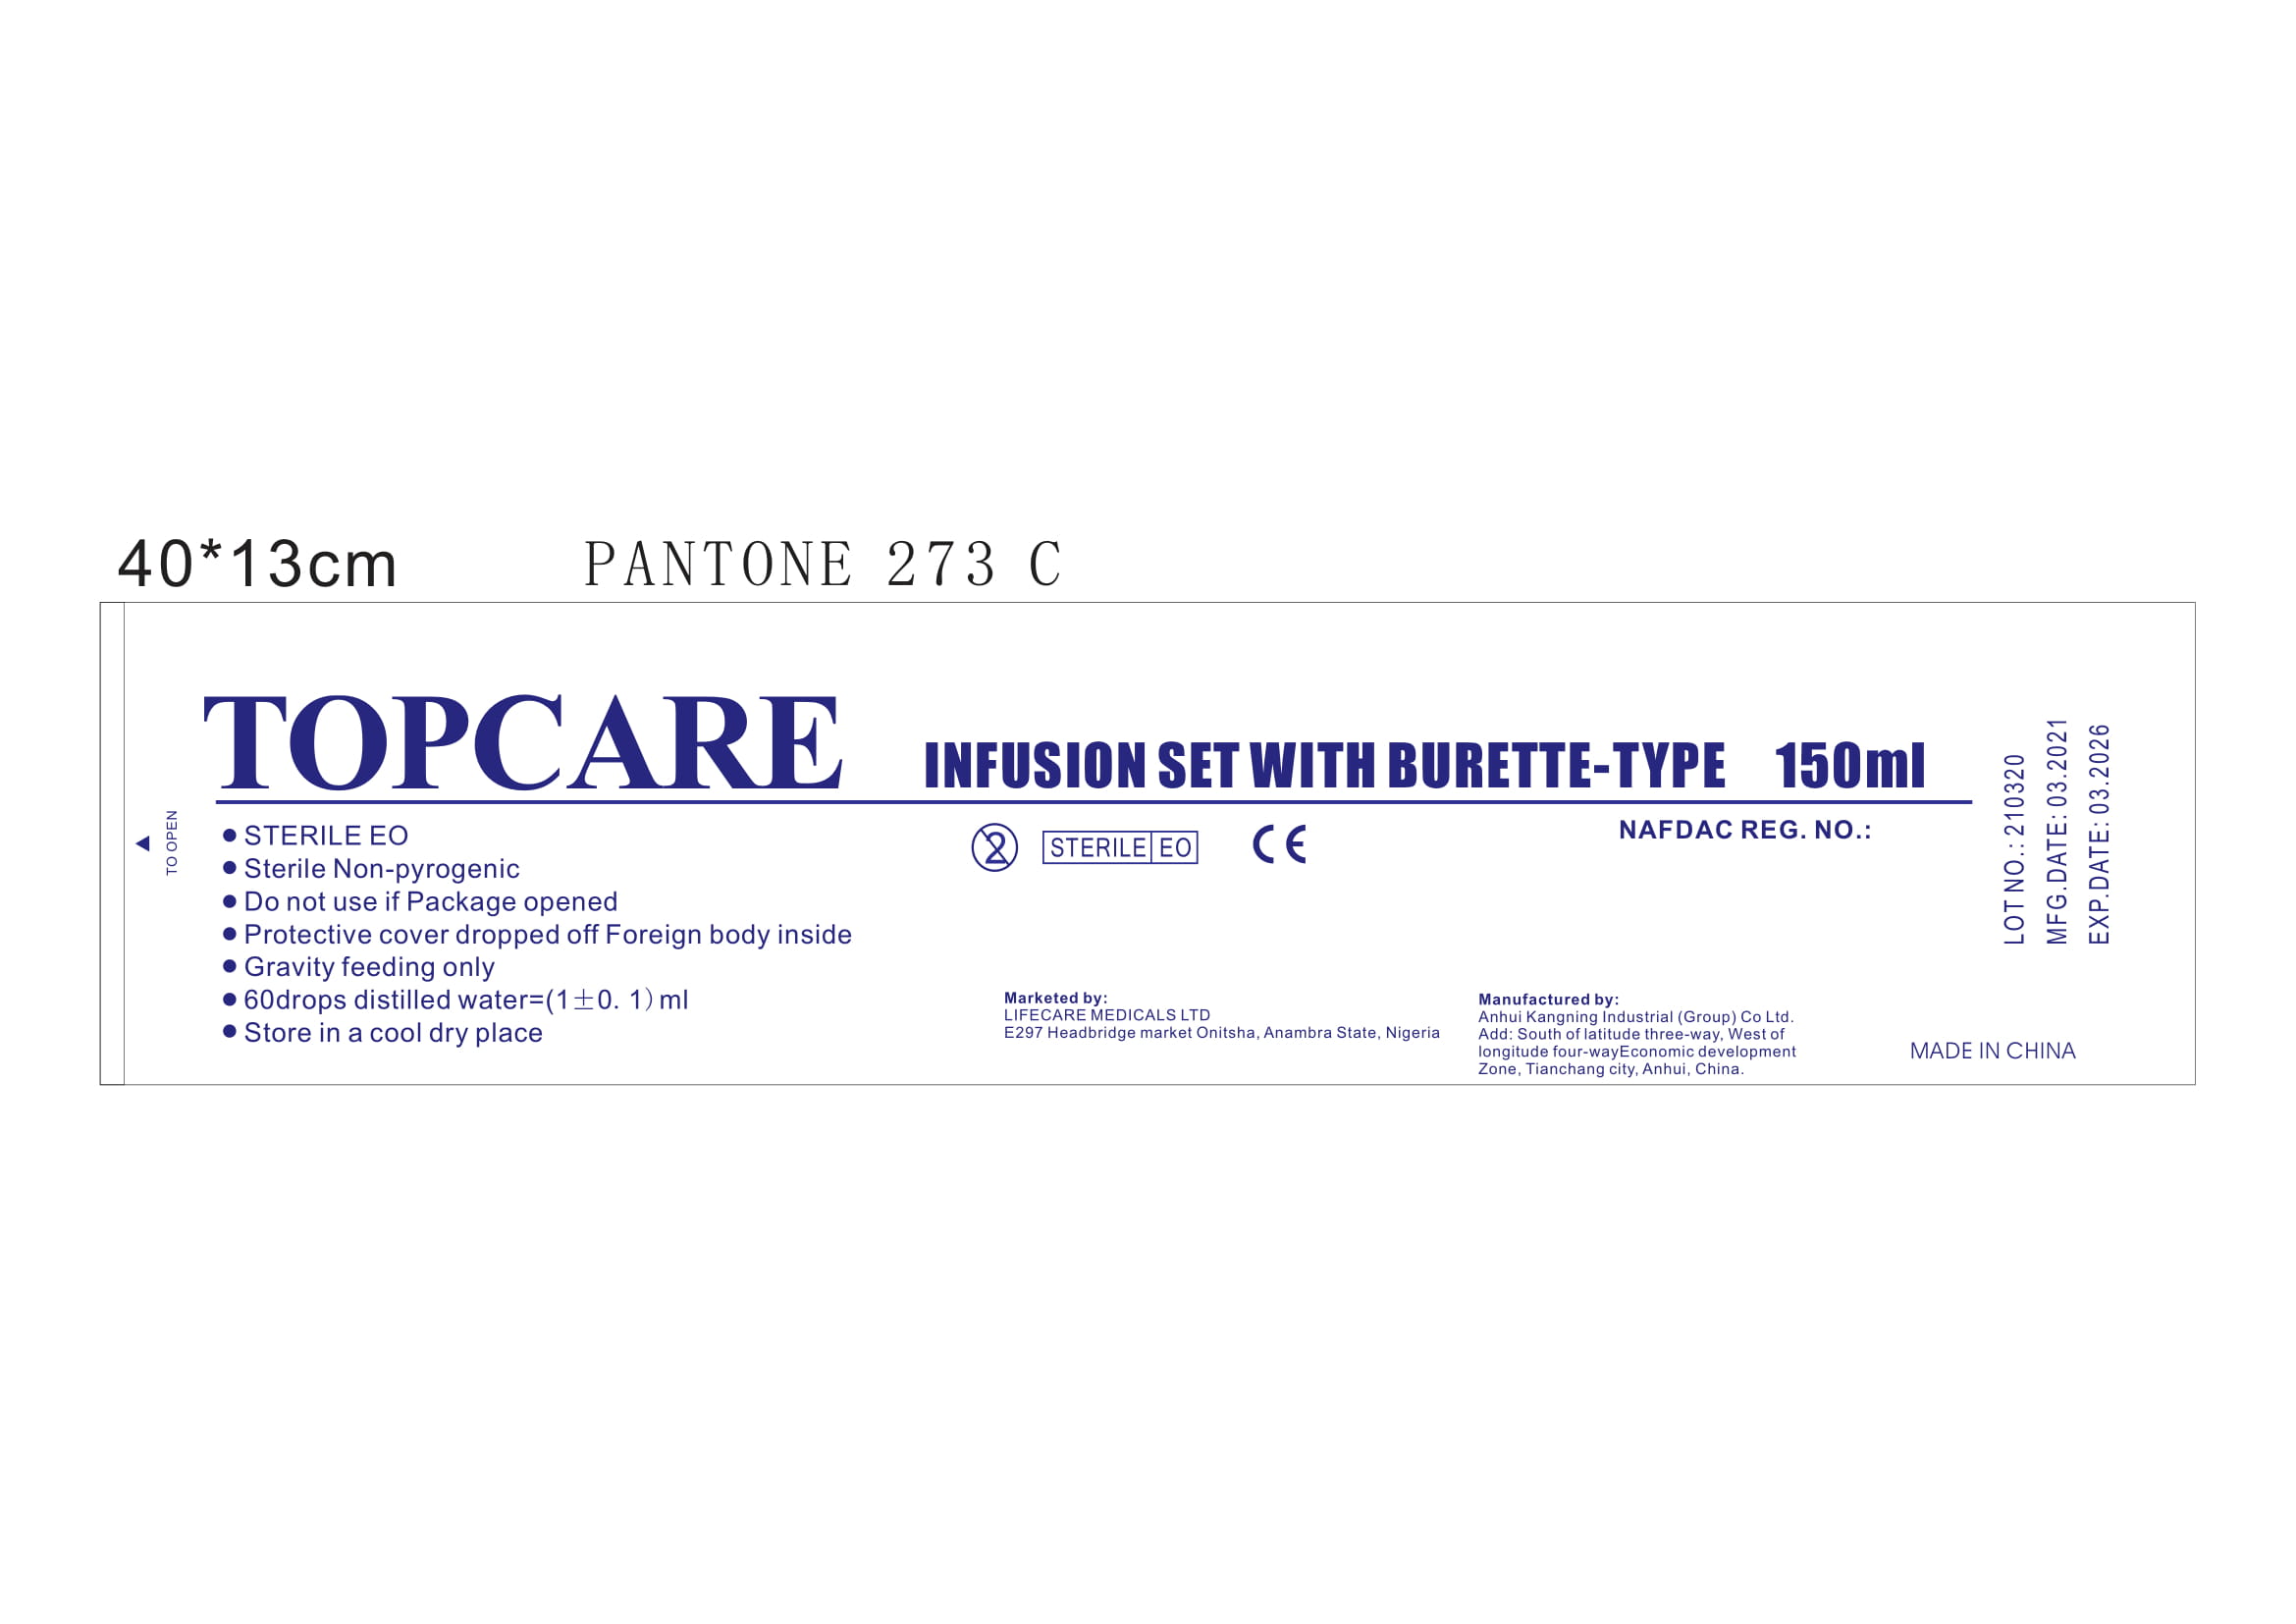 40*13cm
PANTONE 273 C
TOPCARE
INFUSION SET WITH BURETTE-TYPE 150ml
TO OPEN
● STERILE EO
● Sterile Non-pyrogenic
● Do not use if Package opened
● Protective cover dropped off Foreign body inside
● Gravity feeding only
● 60drops distilled water=(1±0. 1）ml
● Store in a cool dry place
2
STERILE EO
CE
NAFDAC REG. NO.:
Marketed by:
LIFECARE MEDICALS LTD
E297 Headbridge market Onitsha, Anambra State, Nigeria
Manufactured by:
Anhui Kangning Industrial (Group) Co Ltd.
Add: South of latitude three-way, West of
longitude four-wayEconomic development
Zone, Tianchang city, Anhui, China.
MADE IN CHINA
LOT NO.: 210320
MFG.DATE: 03.2021
EXP.DATE: 03.2026